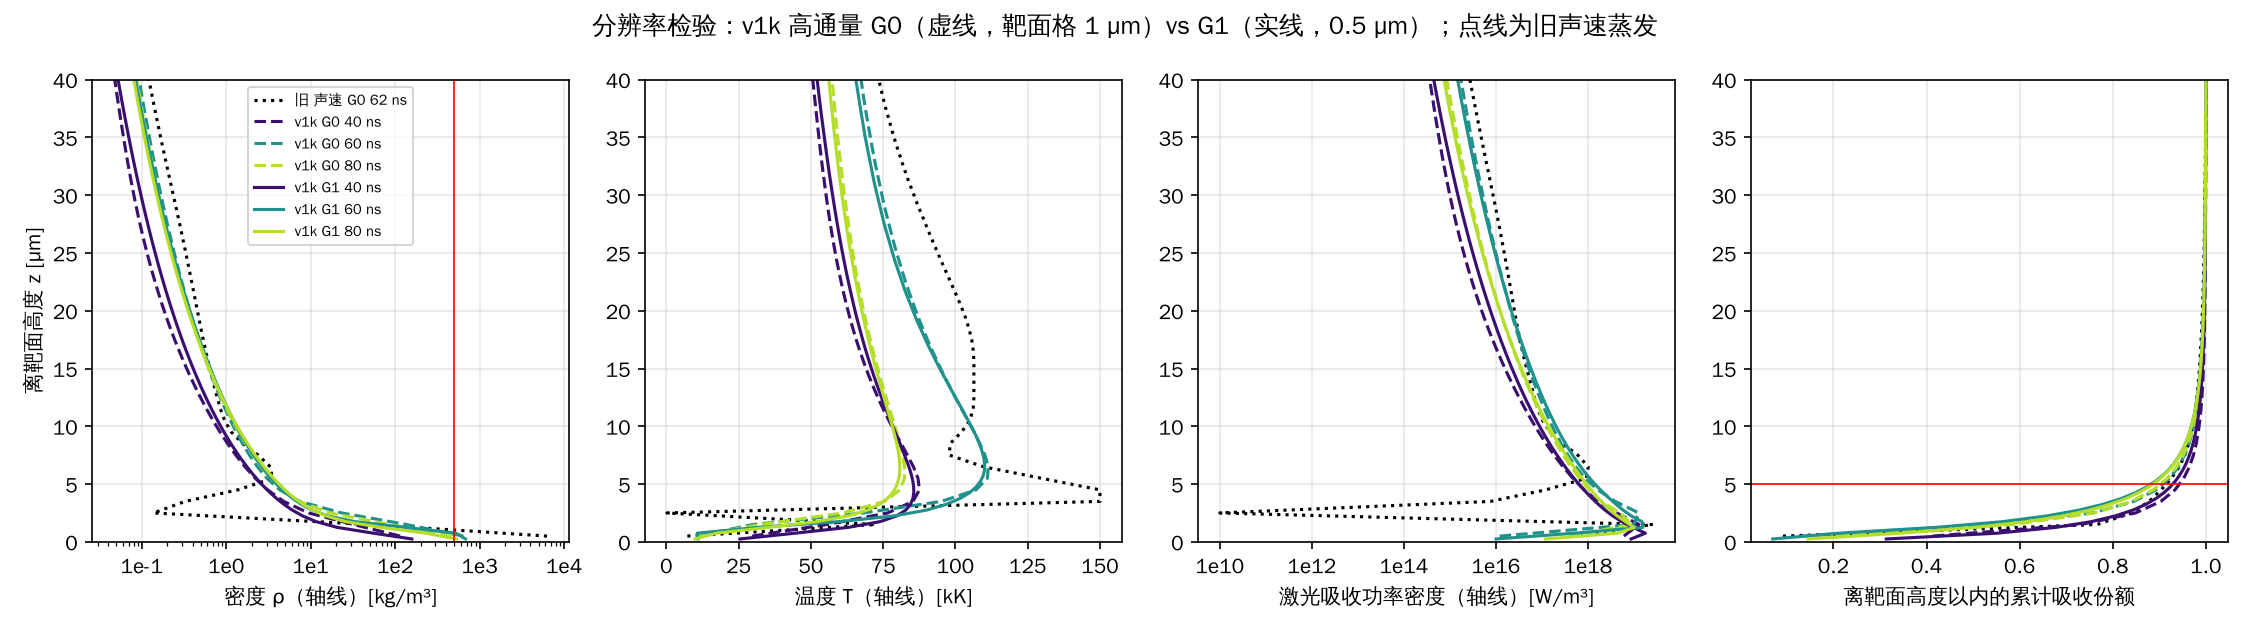 分辨率检验：v1k 高通量 G0（虚线，靶面格 1 μm）vs G1（实线，0.5 μm）；点线为旧声速蒸发
离靶面高度 z [μm]
40
35
30
25
20
15
10
5
0
旧 声速 G0 62 ns
v1k G0 40 ns
v1k G0 60 ns
v1k G0 80 ns
v1k G1 40 ns
v1k G1 60 ns
v1k G1 80 ns
1e-1 1e0 1e1 1e2 1e3 1e4
密度 ρ（轴线）[kg/m³]
40
35
30
25
20
15
10
5
0
0 25 50 75 100 125 150
温度 T（轴线）[kK]
40
35
30
25
20
15
10
5
0
1e10 1e12 1e14 1e16 1e18
激光吸收功率密度（轴线）[W/m³]
40
35
30
25
20
15
10
5
0
0.2 0.4 0.6 0.8 1.0
离靶面高度以内的累计吸收份额